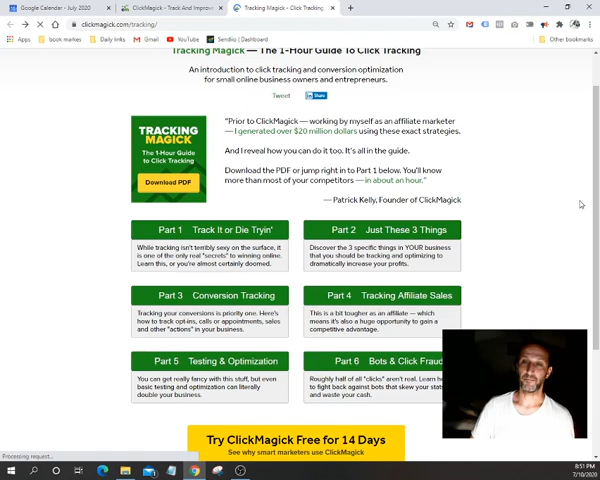 Google Calendar - July 2020
ClickMagick - Track And Improv
Tracking Magick - Click Tracking
clickmagick.com/tracking/
Apps
book markes
Daily links
Gmail
YouTube
Sendiio | Dashboard
Other bookmarks
Tracking Magick — The 1-Hour Guide To Click Tracking
An introduction to click tracking and conversion optimization
for small online business owners and entrepreneurs.
Tweet
Share
TRACKING
MAGICK
The 1-Hour Guide
to Click Tracking
Download PDF
"Prior to ClickMagick — working by myself as an affiliate marketer
— I generated over $20 million dollars using these exact strategies.
And I reveal how you can do it too. It's all in the guide.
Download the PDF or jump right in to Part 1 below. You'll know
more than most of your competitors — in about an hour."
— Patrick Kelly, Founder of ClickMagick
Part 1 Track It or Die Tryin'
While tracking isn't terribly sexy on the surface, it
is one of the only real "secrets" to winning online.
Learn this, or you're almost certainly doomed.
Part 2 Just These 3 Things
Discover the 3 specific things in YOUR business
that you should be tracking and optimizing to
dramatically increase your profits.
Part 3 Conversion Tracking
Tracking your conversions is priority one. Here's
how to track opt-ins, calls or appointments, sales
and other "actions" in your business.
Part 4 Tracking Affiliate Sales
This is a bit tougher as an affiliate — which
means it's also a huge opportunity to gain a
competitive advantage.
Part 5 Testing & Optimization
You can get really fancy with this stuff, but even
basic testing and optimization can literally
double your business.
Part 6 Bots & Click Fraud
Roughly half of all "clicks" aren't real. Learn
to fight back against bots that skew your
and waste your cash.
Try ClickMagick Free for 14 Days
See why smart marketers use ClickMagick
Processing request...
8:51 PM
7/10/2020